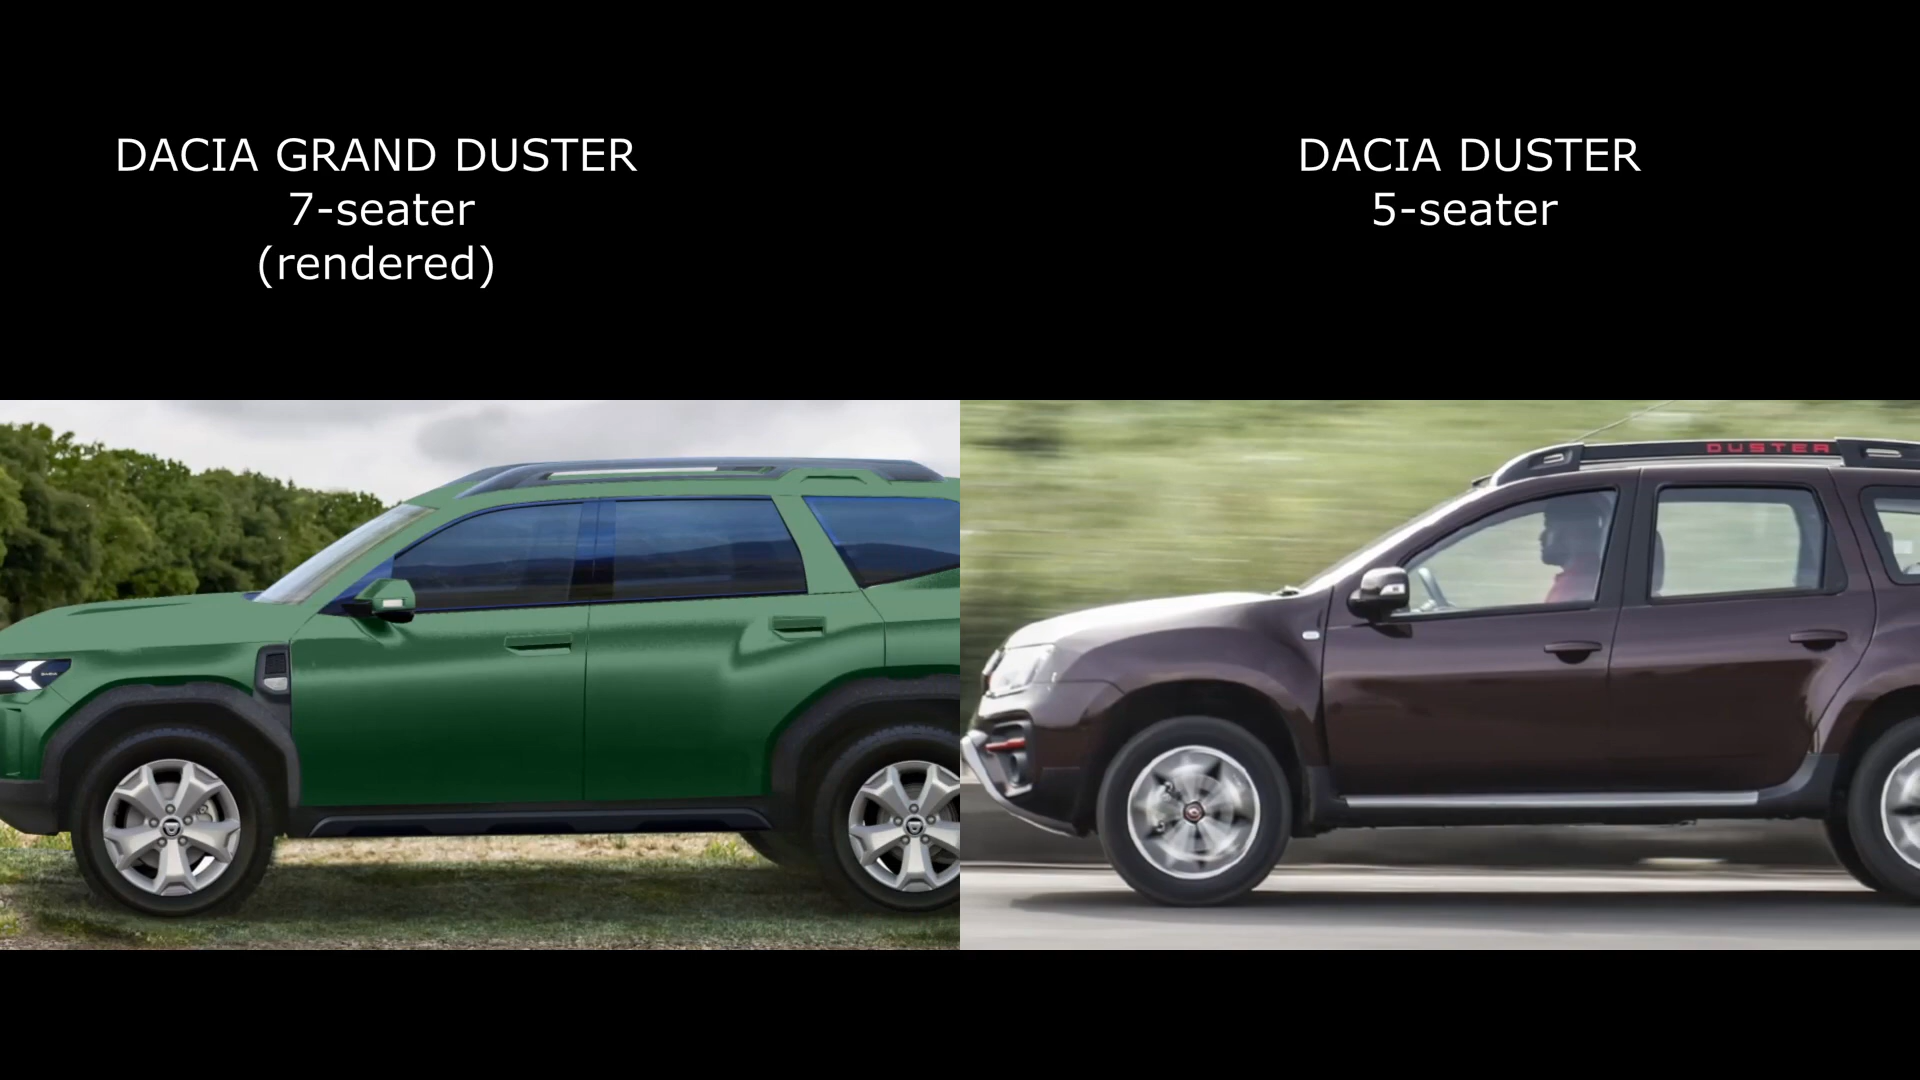 DACIA GRAND DUSTER
7-seater
(rendered)
DACIA DUSTER
5-seater
DUSTER